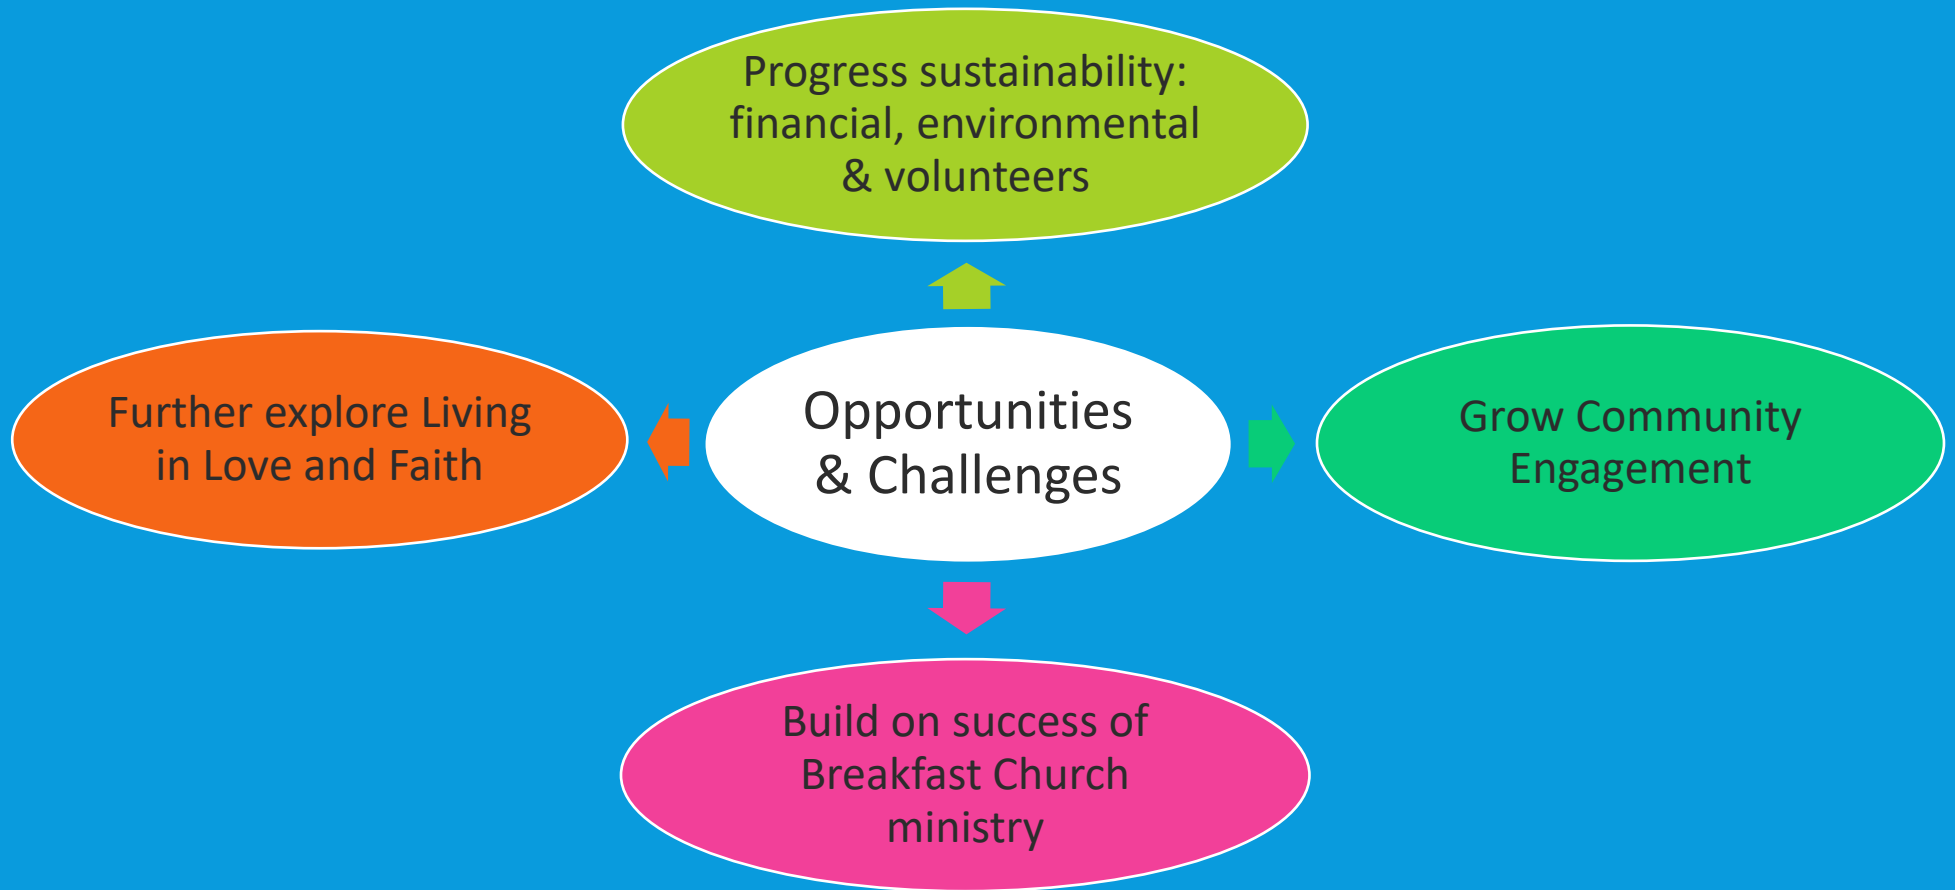 Progress sustainability:
financial, environmental
& volunteers
Further explore Living
in Love and Faith
Opportunities
& Challenges
Grow Community
Engagement
Build on success of
Breakfast Church
ministry